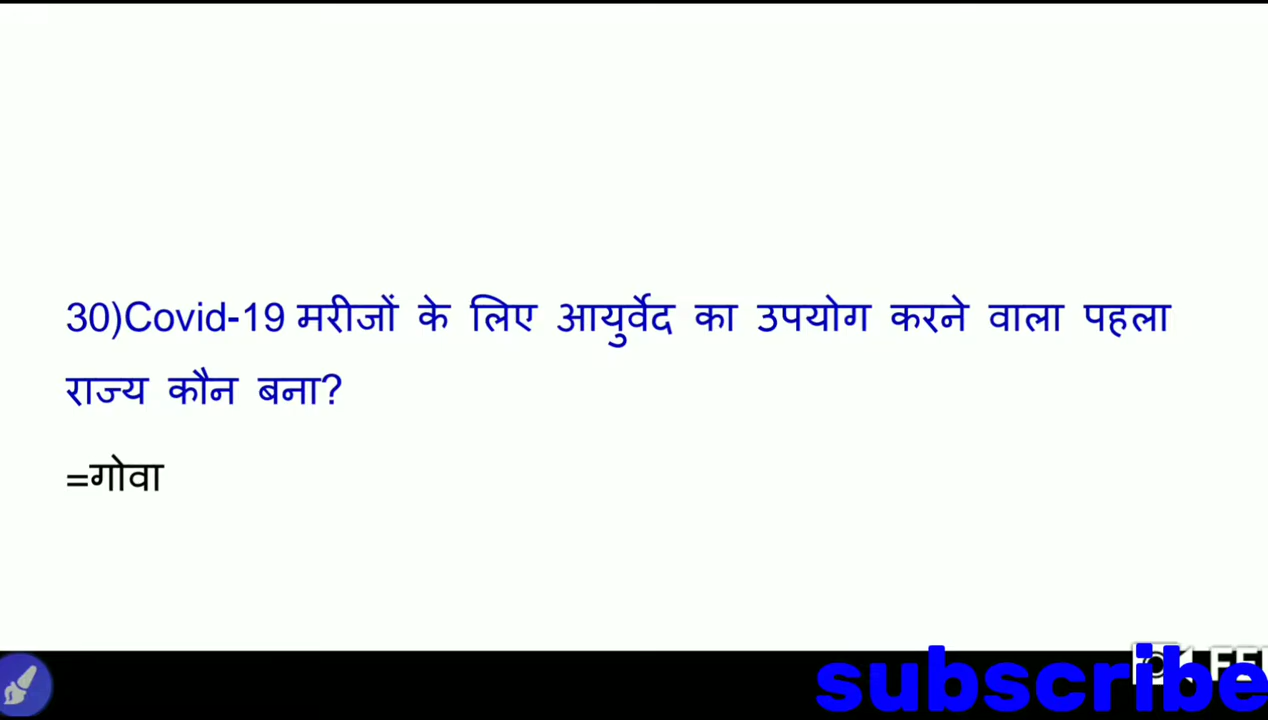 30)Covid-19 मरीजों के लिए आयुर्वेद का उपयोग करने वाला पहला
राज्य कौन बना?
=गोवा
subscribe